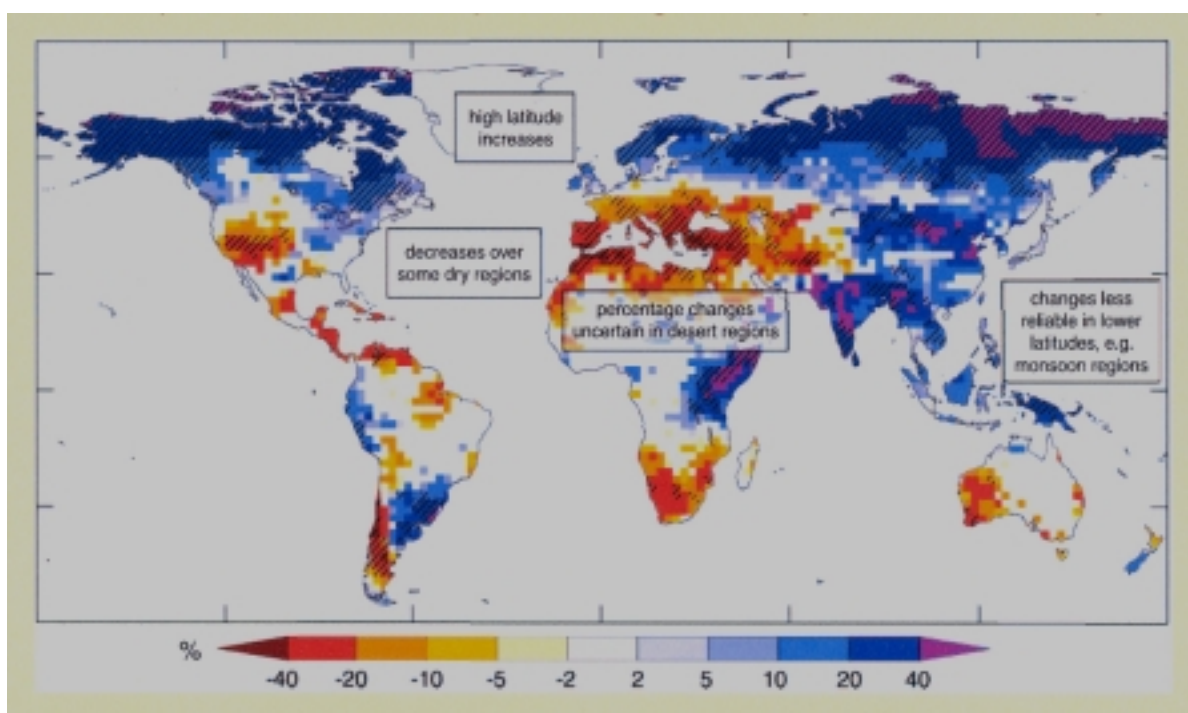 high latitude
increases
decreases over
some dry regions
percentage changes
uncertain in desert regions
changes less
reliable in lower
latitudes, e.g.
monsoon regions
%
-40 -20 -10 -5 -2 2 5 10 20 40